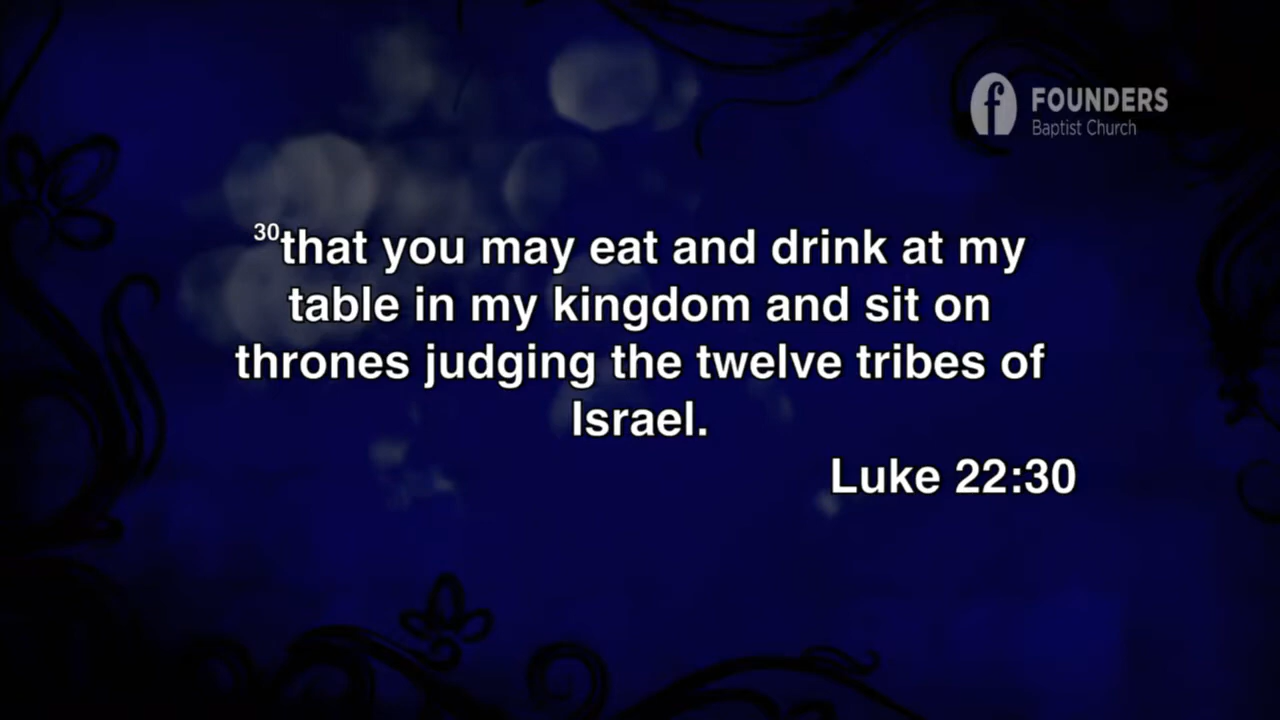 FOUNDERS
Baptist Church
30that you may eat and drink at my
table in my kingdom and sit on
thrones judging the twelve tribes of
Israel.
Luke 22:30